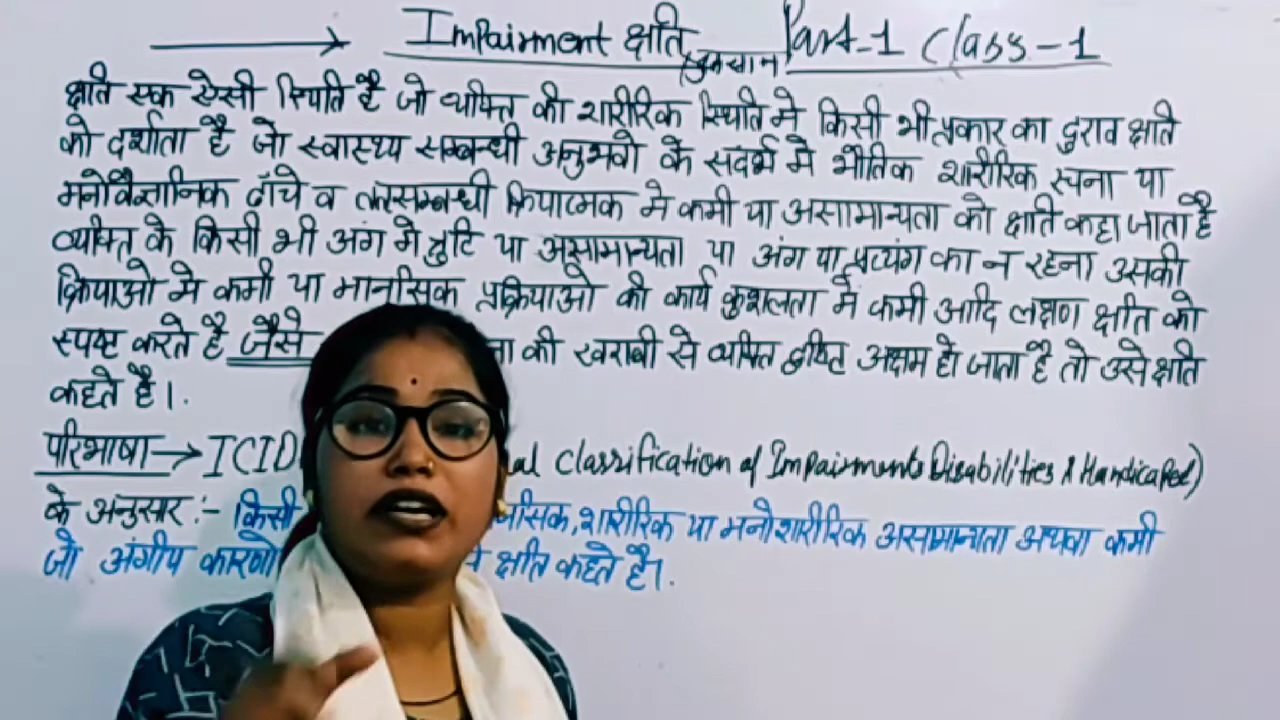 Impairment क्षति (नुकसान) Part-1 Class-1
क्षति एक ऐसी स्थिति है जो व्यक्ति की शारीरिक स्थिति मे किसी भी प्रकार का दुराव क्षति
को दर्शाता है जो स्वास्थ्य सम्बन्धी अनुभवो के संदर्भ मे भौतिक शारीरिक रचना या
मनोवैज्ञानिक ढाँचे व तत्सम्बन्धी क्रियात्मक मे कमी या असामान्यता को क्षति कहा जाता है
व्यक्ति के किसी भी अंग मे त्रुटि या असामान्यता या अंग या प्रत्यंग का न रहना उसकी
क्रियाओ मे कमी या मानसिक प्रक्रियाओ की कार्य कुशलता मे कमी आदि लक्षण क्षति को
स्पष्ट करते है जैसे की खराबी से व्यक्ति दृष्टि अक्षम हो जाता है तो उसे क्षति
कहते है।
परिभाषा → ICID al Classification of Impairments Disabilities & Handicaped)
के अनुसार :- किसी शारीरिक या मनोशारीरिक असामान्यता अथवा कमी
जो अंगीय कारणो क्षति कहते है।